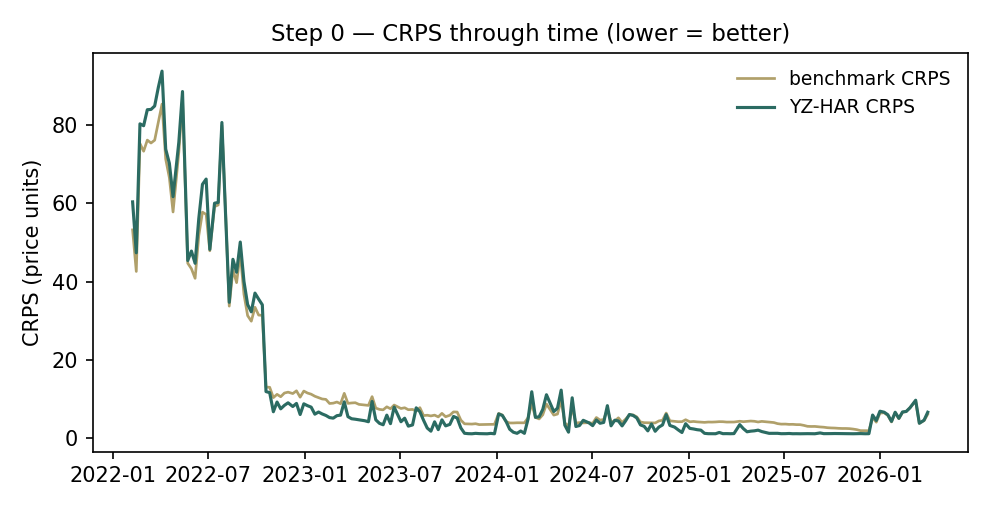 Step 0 — CRPS through time (lower = better)
benchmark CRPS
YZ-HAR CRPS
CRPS (price units)
80
60
40
20
0
2022-01 2022-07 2023-01 2023-07 2024-01 2024-07 2025-01 2025-07 2026-01